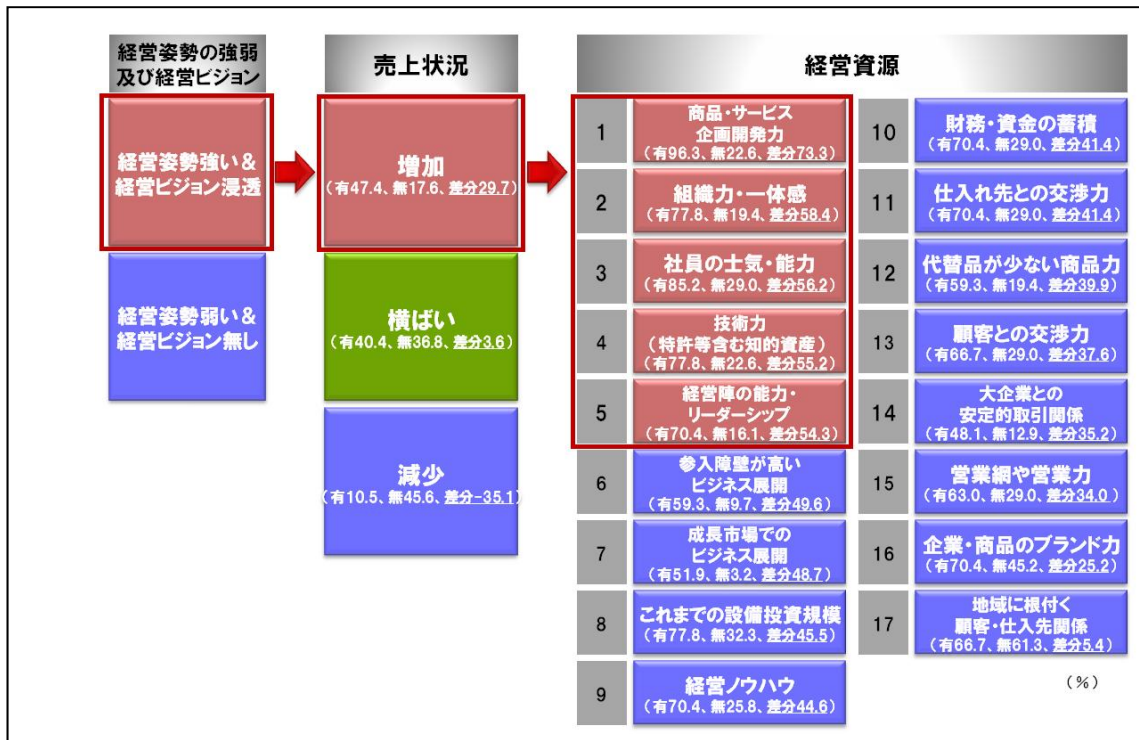 経営姿勢の強弱
及び経営ビジョン
経営姿勢強い＆
経営ビジョン浸透
経営姿勢弱い＆
経営ビジョン無し
売上状況
増加
（有47.4、無17.6、差分29.7）
横ばい
（有40.4、無36.8、差分3.6）
減少
（有10.5、無45.6、差分-35.1）
経営資源
1
商品・サービス
企画開発力
（有96.3、無22.6、差分73.3）
2
組織力・一体感
（有77.8、無19.4、差分58.4）
3
社員の士気・能力
（有85.2、無29.0、差分56.2）
4
技術力
（特許等含む知的資産）
（有77.8、無22.6、差分55.2）
5
経営陣の能力・
リーダーシップ
（有70.4、無16.1、差分54.3）
6
参入障壁が高い
ビジネス展開
（有59.3、無9.7、差分49.6）
7
成長市場での
ビジネス展開
（有51.9、無3.2、差分48.7）
8
これまでの設備投資規模
（有77.8、無32.3、差分45.5）
9
経営ノウハウ
（有70.4、無25.8、差分44.6）
10
財務・資金の蓄積
（有70.4、無29.0、差分41.4）
11
仕入れ先との交渉力
（有70.4、無29.0、差分41.4）
12
代替品が少ない商品力
（有59.3、無19.4、差分39.9）
13
顧客との交渉力
（有66.7、無29.0、差分37.6）
14
大企業との
安定的取引関係
（有48.1、無12.9、差分35.2）
15
営業網や営業力
（有63.0、無29.0、差分34.0）
16
企業・商品のブランド力
（有70.4、無45.2、差分25.2）
17
地域に根付く
顧客・仕入先関係
（有66.7、無61.3、差分5.4）
（％）